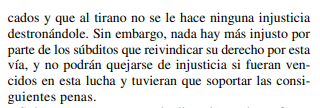 cados y que al tirano no se le hace ninguna injusticia
destronándole. Sin embargo, nada hay más injusto por
parte de los súbditos que reivindicar su derecho por esta
vía, y no podrán quejarse de injusticia si fueran ven-
cidos en esta lucha y tuvieran que soportar las consi-
guientes penas.